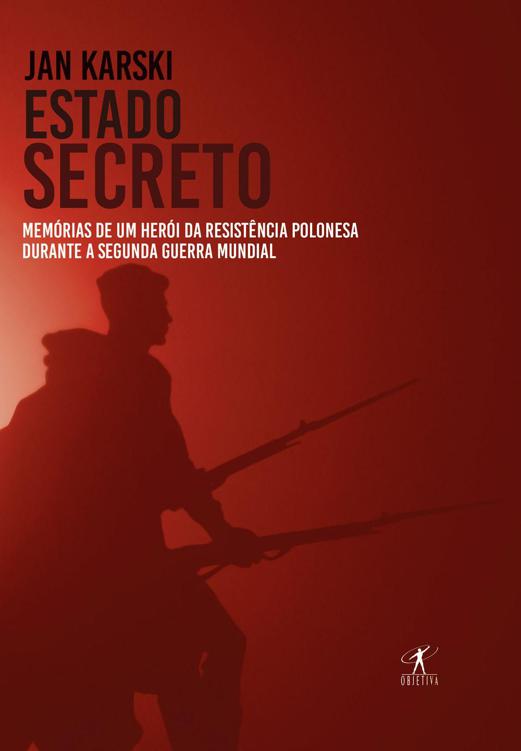 JAN KARSKI
ESTADO
SECRETO
MEMÓRIAS DE UM HERÓI DA RESISTÊNCIA POLONESA
DURANTE A SEGUNDA GUERRA MUNDIAL
OBJETIVA